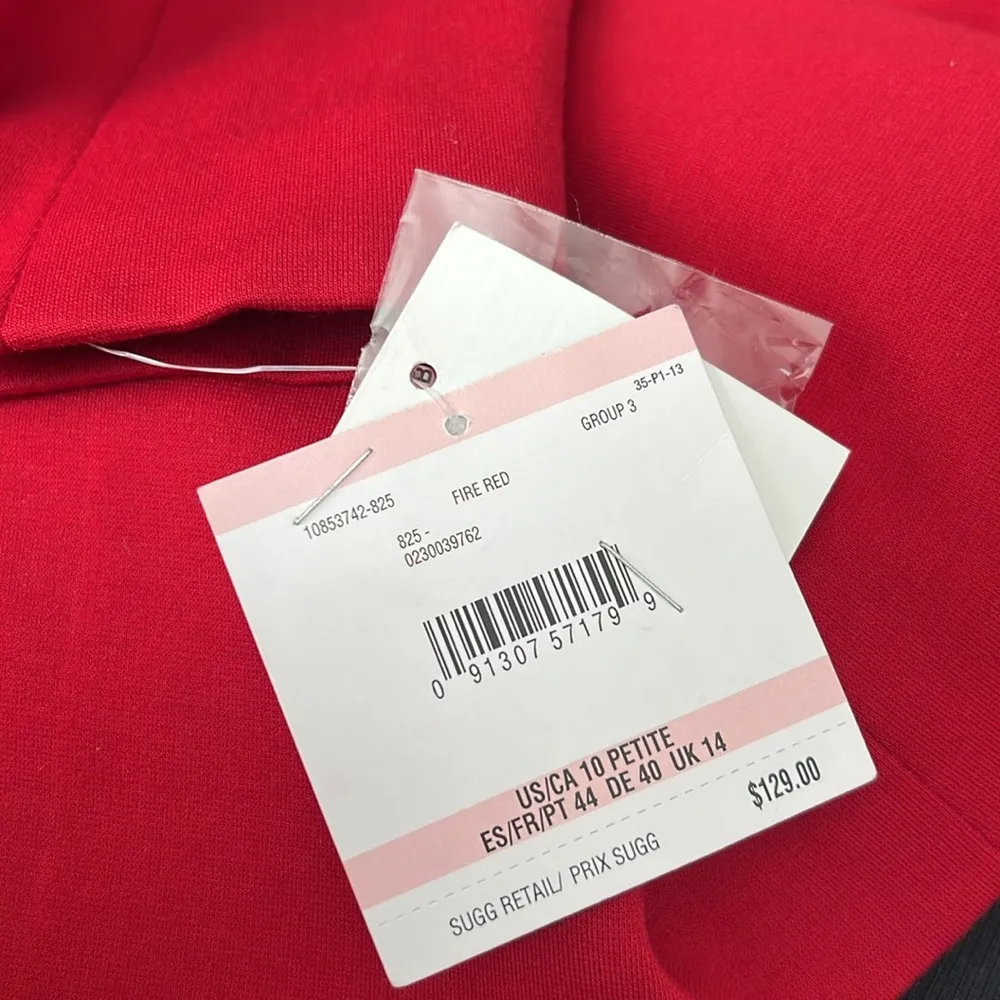 B
35-P1-13
GROUP 3
10853742-825 FIRE RED
825 -
0230039762
0 91307 57179 9
US/CA 10 PETITE
ES/FR/PT 44 DE 40 UK 14
$129.00
SUGG RETAIL/ PRIX SUGG